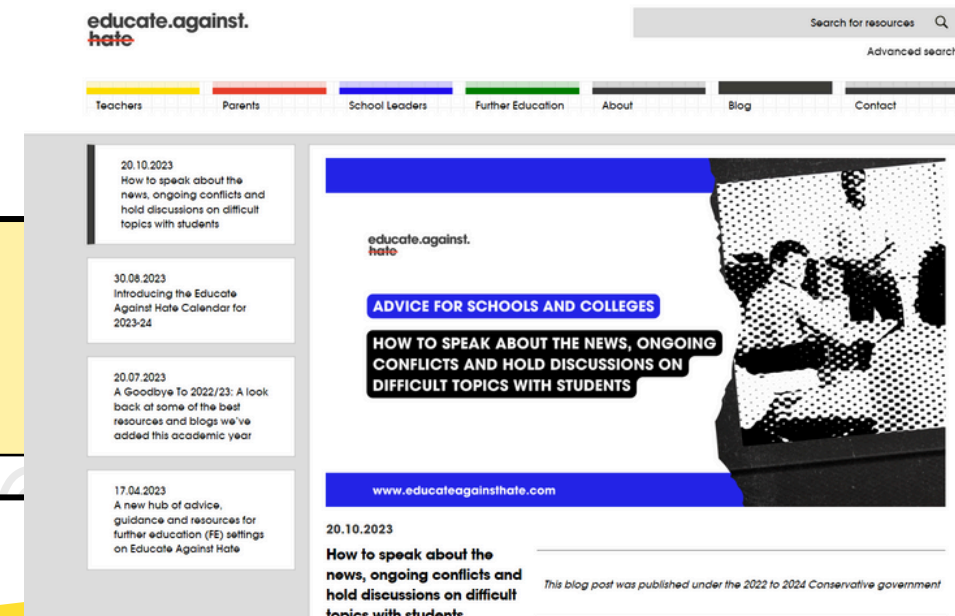 educate.against.
hate
Search for resources
Advanced search
Teachers
Parents
School Leaders
Further Education
About
Blog
Contact
20.10.2023
How to speak about the
news, ongoing conflicts and
hold discussions on difficult
topics with students
30.08.2023
Introducing the Educate
Against Hate Calendar for
2023-24
20.07.2023
A Goodbye To 2022/23: A look
back at some of the best
resources and blogs we've
added this academic year
17.04.2023
A new hub of advice,
guidance and resources for
further education (FE) settings
on Educate Against Hate
educate.against.
hate
ADVICE FOR SCHOOLS AND COLLEGES
HOW TO SPEAK ABOUT THE NEWS, ONGOING
CONFLICTS AND HOLD DISCUSSIONS ON
DIFFICULT TOPICS WITH STUDENTS
www.educateagainsthate.com
20.10.2023
How to speak about the
news, ongoing conflicts and
hold discussions on difficult
topics with students
This blog post was published under the 2022 to 2024 Conservative government